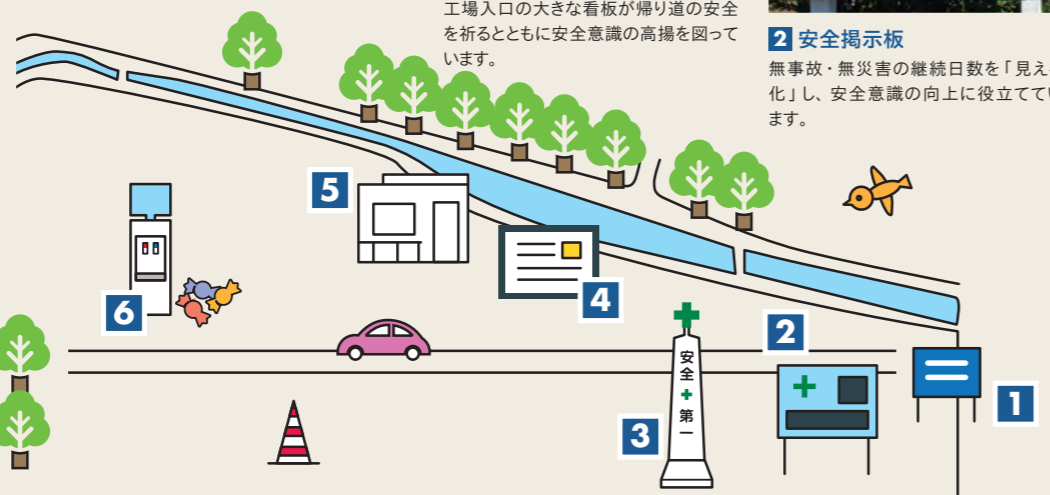 工場入口の大きな看板が帰り道の安全
を祈るとともに安全意識の高揚を図って
います。
2 安全掲示板
無事故・無災害の継続日数を「見え
化」し、安全意識の向上に役立ててい
ます。
5
4
6
2
1
3
安全+第一